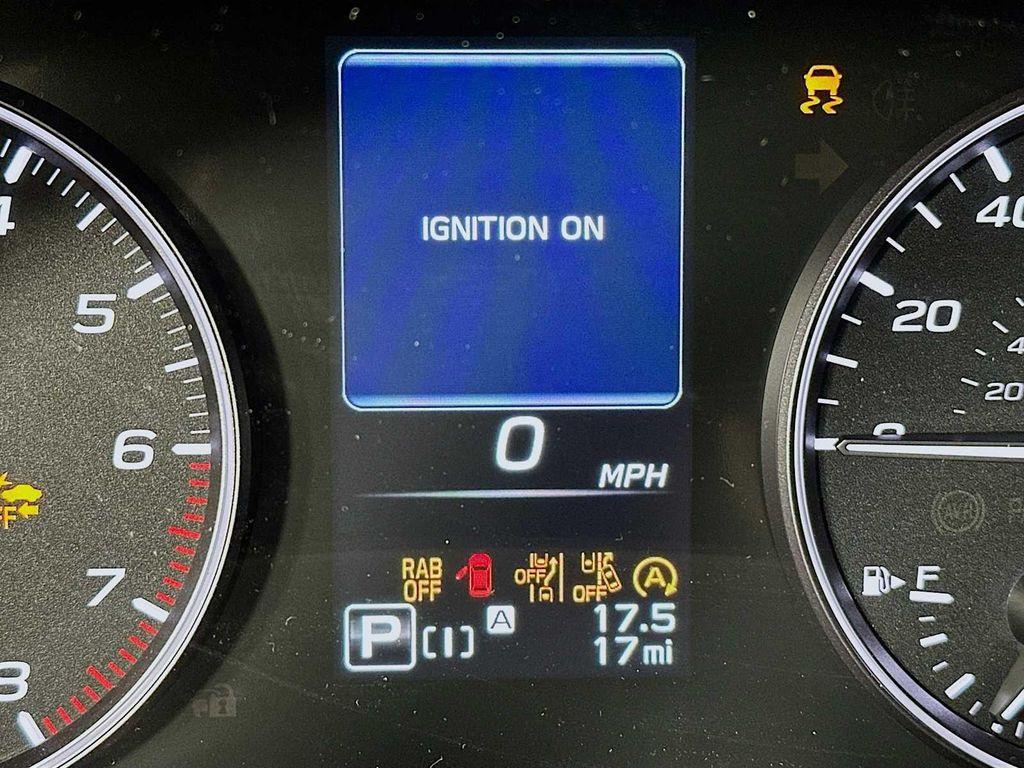 IGNITION ON
4
5
6
7
8
40
20
20
0
0
MPH
RAB
OFF
OFF
OFF
A
P
[I]
A
17.5
17mi
F